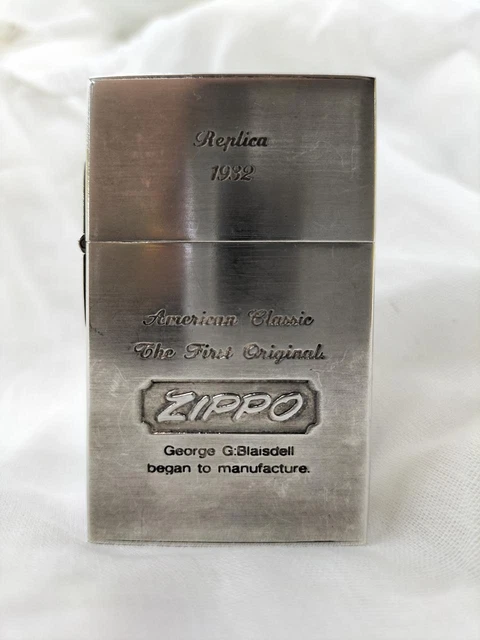 Replica
1932
American Classic
The First Original
ZIPPO
George G.Blaisdell
began to manufacture.